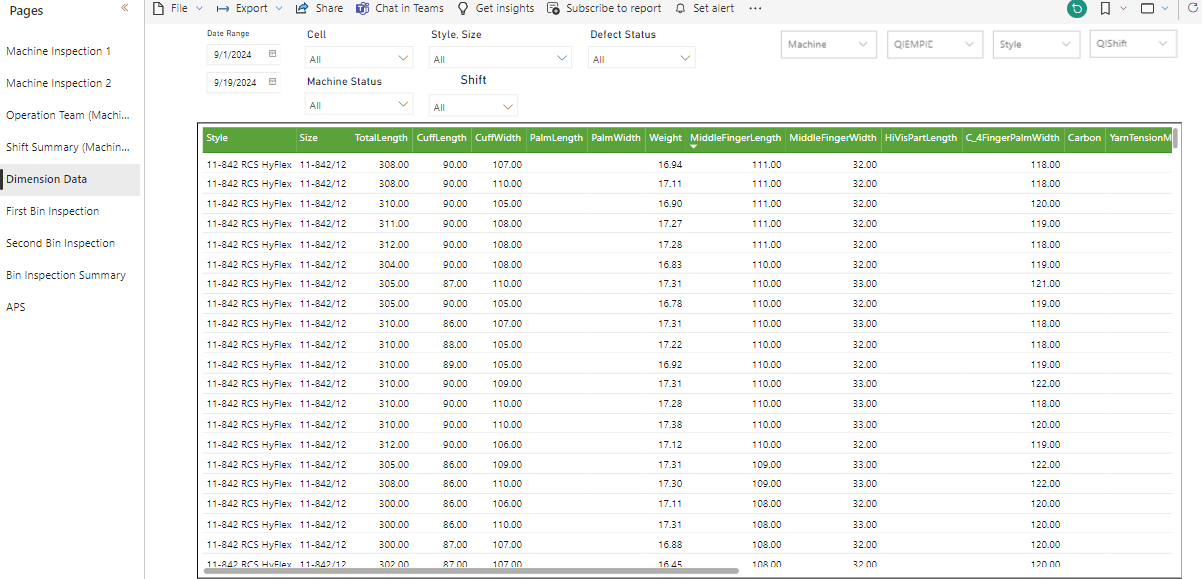 Pages
«
File
Export
Share
Chat in Teams
Get insights
Subscribe to report
Set alert
...
Machine Inspection 1
Machine Inspection 2
Operation Team (Machi...
Shift Summary (Machin...
Dimension Data
First Bin Inspection
Second Bin Inspection
Bin Inspection Summary
APS
Date Range
9/1/2024
9/19/2024
Cell
All
Style, Size
All
Defect Status
All
Machine Status
All
Shift
All
Machine
QIEMPIC
Style
QIShift
Style Size TotalLength CuffLength CuffWidth PalmLength PalmWidth Weight MiddleFingerLength MiddleFingerWidth HiVisPartLength C_4FingerPalmWidth Carbon YarnTensionM
11-842 RCS HyFlex 11-842/12 308.00 90.00 107.00 16.94 111.00 32.00 118.00
11-842 RCS HyFlex 11-842/12 308.00 90.00 110.00 17.11 111.00 32.00 118.00
11-842 RCS HyFlex 11-842/12 310.00 90.00 105.00 16.90 111.00 32.00 120.00
11-842 RCS HyFlex 11-842/12 311.00 90.00 108.00 17.27 111.00 32.00 119.00
11-842 RCS HyFlex 11-842/12 312.00 90.00 108.00 17.28 111.00 32.00 118.00
11-842 RCS HyFlex 11-842/12 304.00 90.00 108.00 16.83 110.00 32.00 119.00
11-842 RCS HyFlex 11-842/12 305.00 87.00 110.00 17.31 110.00 33.00 121.00
11-842 RCS HyFlex 11-842/12 305.00 90.00 105.00 16.78 110.00 32.00 119.00
11-842 RCS HyFlex 11-842/12 310.00 86.00 107.00 17.31 110.00 33.00 118.00
11-842 RCS HyFlex 11-842/12 310.00 88.00 105.00 17.22 110.00 32.00 118.00
11-842 RCS HyFlex 11-842/12 310.00 89.00 105.00 16.92 110.00 32.00 119.00
11-842 RCS HyFlex 11-842/12 310.00 90.00 109.00 17.31 110.00 33.00 122.00
11-842 RCS HyFlex 11-842/12 310.00 90.00 110.00 17.28 110.00 33.00 118.00
11-842 RCS HyFlex 11-842/12 310.00 90.00 110.00 17.38 110.00 33.00 120.00
11-842 RCS HyFlex 11-842/12 312.00 90.00 106.00 17.12 110.00 32.00 119.00
11-842 RCS HyFlex 11-842/12 305.00 86.00 109.00 17.31 109.00 33.00 122.00
11-842 RCS HyFlex 11-842/12 308.00 86.00 110.00 17.30 109.00 33.00 122.00
11-842 RCS HyFlex 11-842/12 300.00 86.00 106.00 17.11 108.00 32.00 120.00
11-842 RCS HyFlex 11-842/12 300.00 86.00 110.00 17.31 108.00 33.00 120.00
11-842 RCS HyFlex 11-842/12 300.00 87.00 107.00 16.88 108.00 32.00 120.00
11-842 RCS HyFlex 11-842/12 302.00 87.00 107.00 16.45 108.00 32.00 120.00